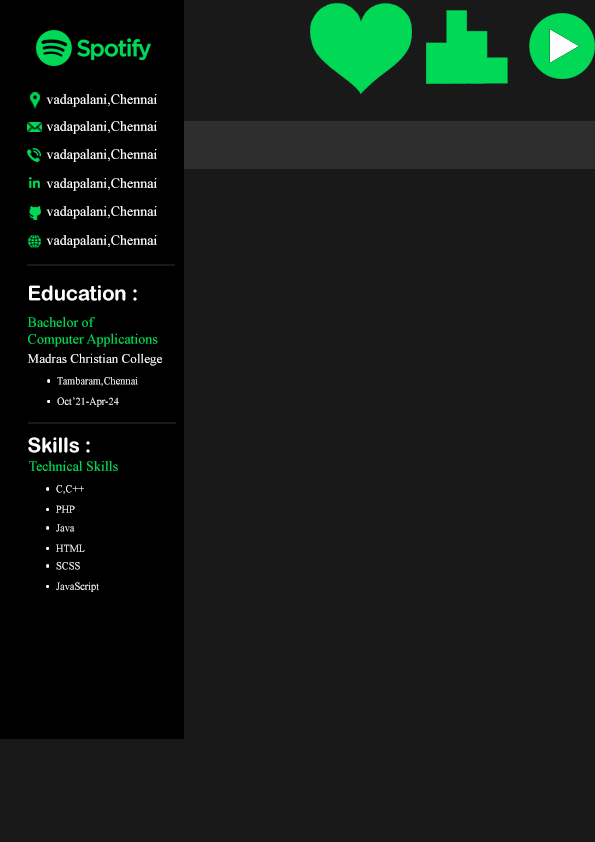 Spotify
vadapalani,Chennai
vadapalani,Chennai
vadapalani,Chennai
in vadapalani,Chennai
vadapalani,Chennai
vadapalani,Chennai
Education :
Bachelor of
Computer Applications
Madras Christian College
• Tambaram,Chennai
• Oct'21-Apr-24
Skills :
Technical Skills
• C,C++
• PHP
• Java
• HTML
• SCSS
• JavaScript